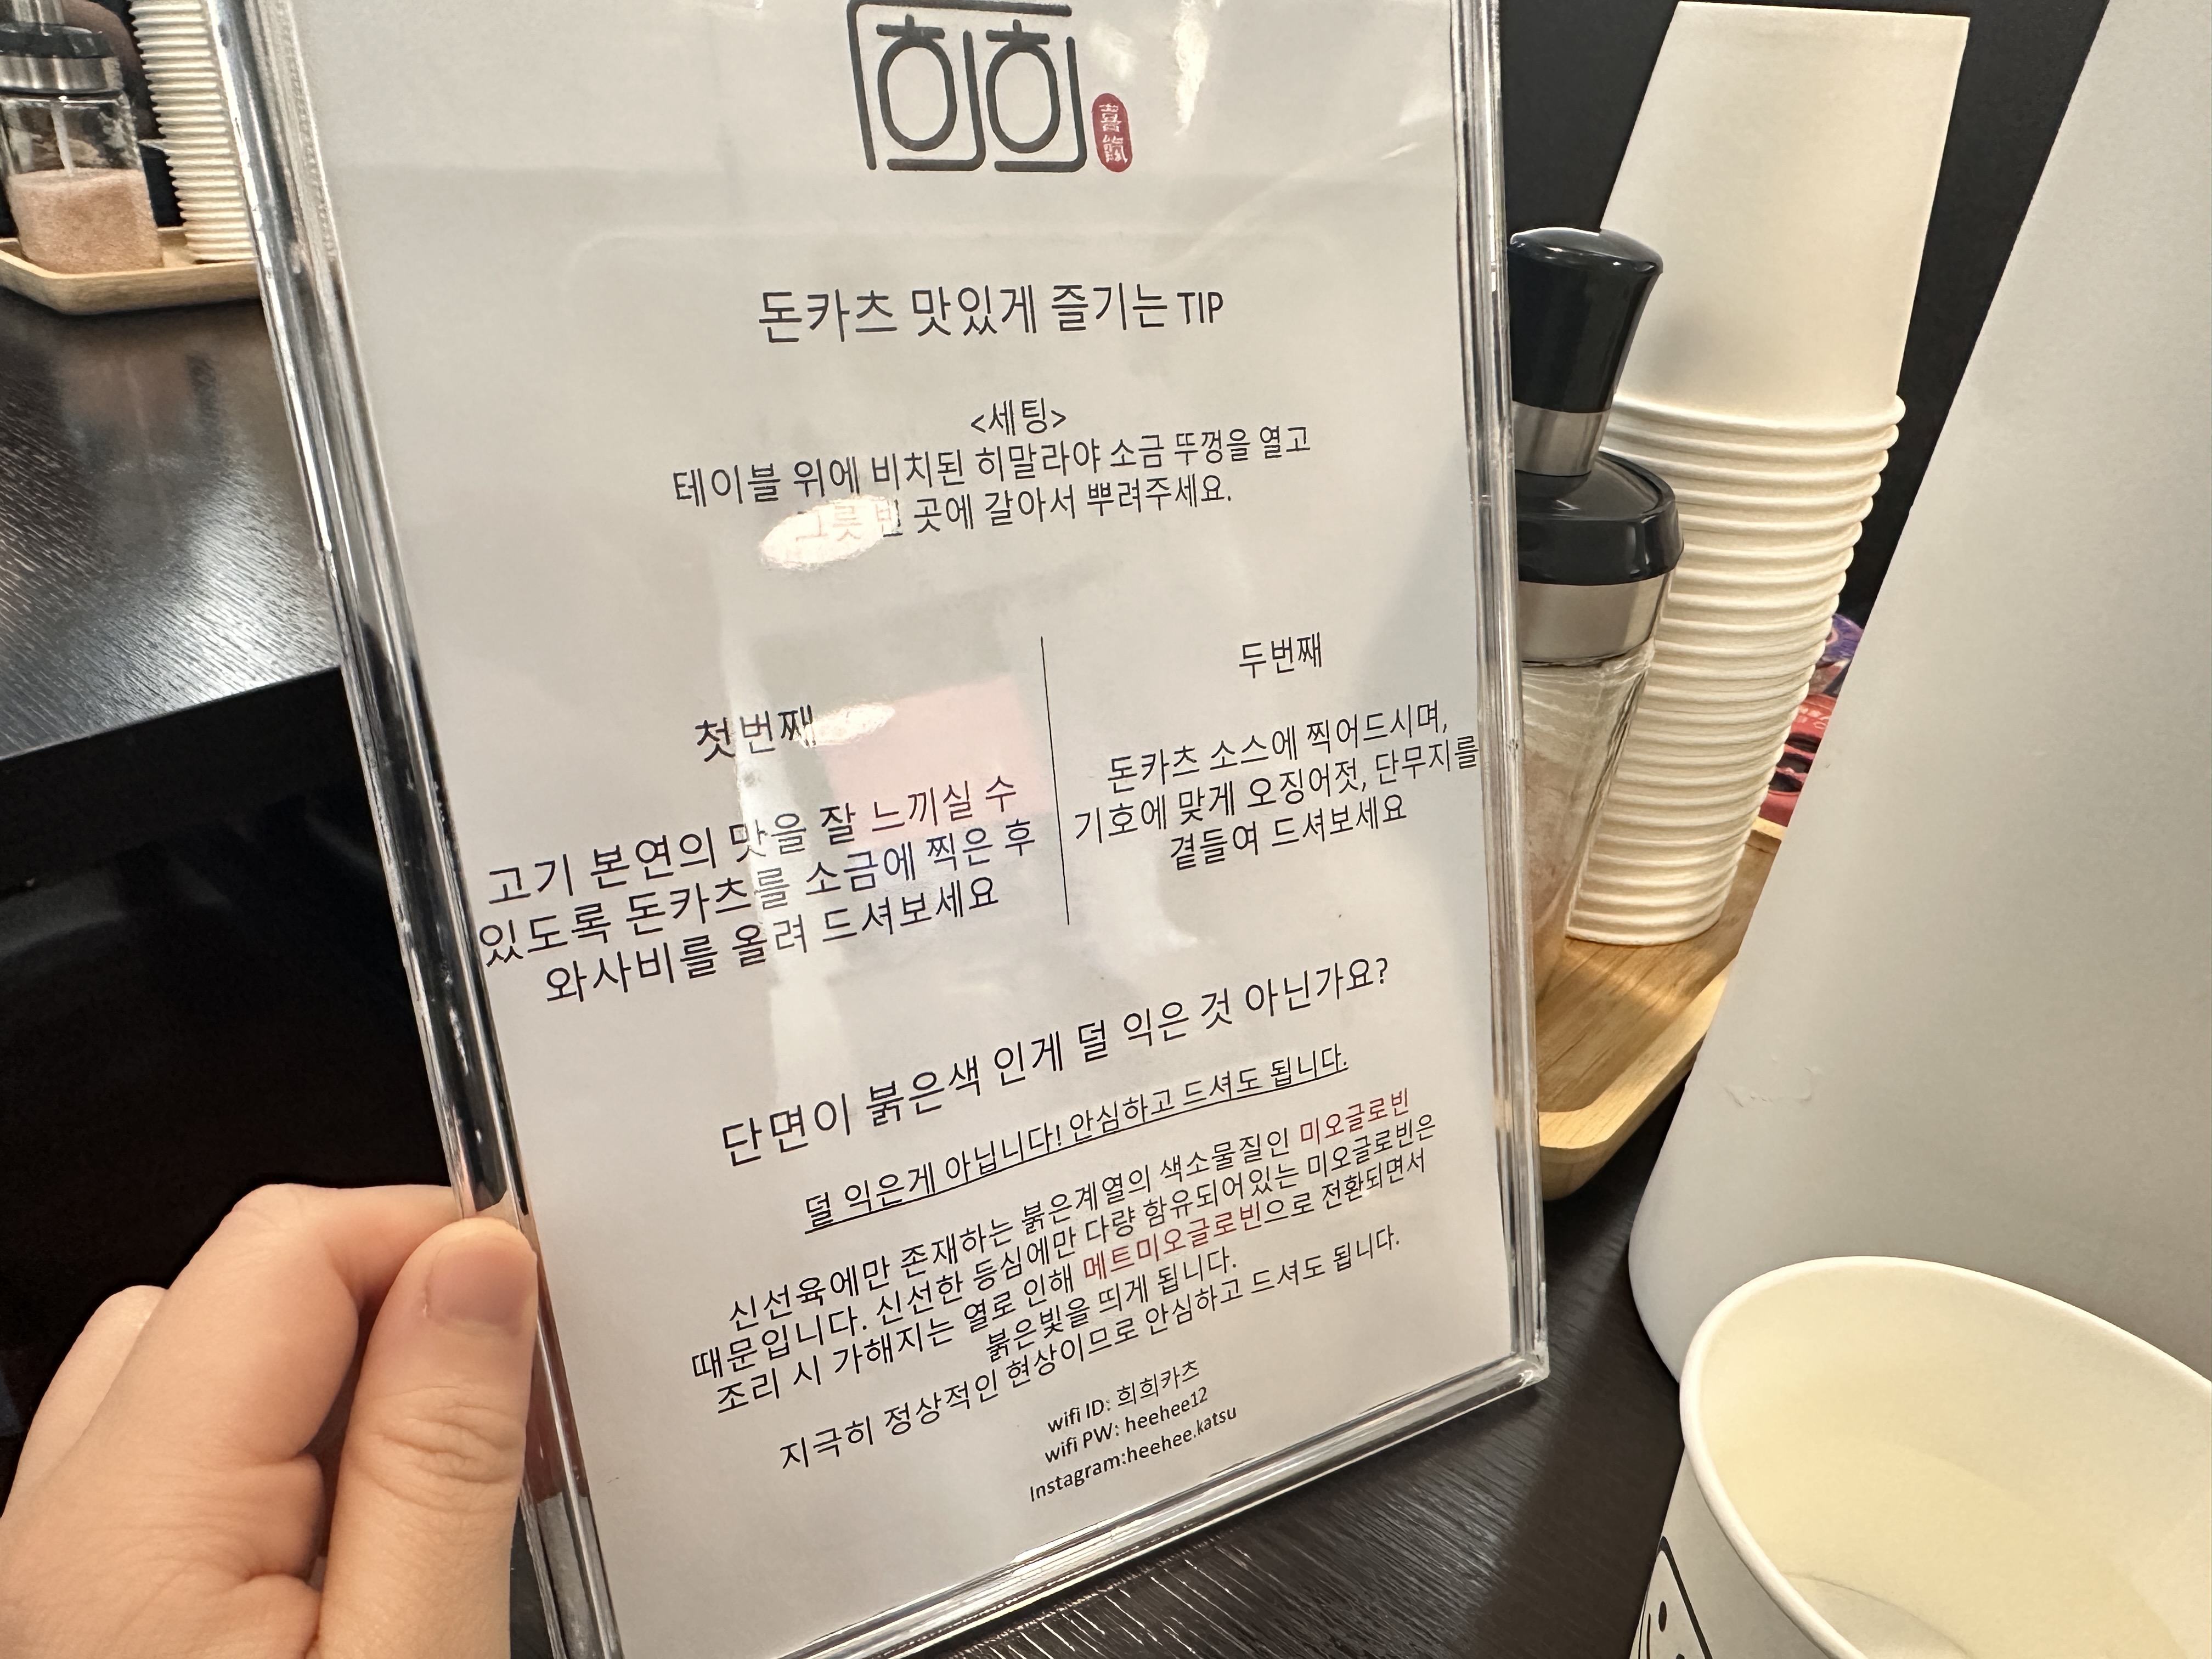 희희
돈카츠 맛있게 즐기는 TIP
<세팅>
테이블 위에 비치된 히말라야 소금 뚜껑을 열고
그릇 빈 곳에 갈아서 뿌려주세요.
첫번째
고기 본연의 맛을 잘 느끼실 수
있도록 돈카츠를 소금에 찍은 후
와사비를 올려 드셔보세요
두번째
돈카츠 소스에 찍어드시며,
기호에 맞게 오징어젓, 단무지를
곁들여 드셔보세요
단면이 붉은색 인게 덜 익은 것 아닌가요?
덜 익은게 아닙니다! 안심하고 드셔도 됩니다.
신선육에만 존재하는 붉은계열의 색소물질인 미오글로빈
때문입니다. 신선한 등심에만 다량 함유되어있는 미오글로빈은
조리 시 가해지는 열로 인해 메트미오글로빈으로 전환되면서
붉은빛을 띄게 됩니다.
지극히 정상적인 현상이므로 안심하고 드셔도 됩니다.
wifi ID: 희희카츠
wifi PW: heehee12
Instagram:heehee.katsu